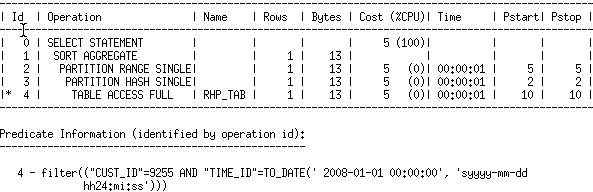 | Id | Operation | Name | Rows | Bytes | Cost (%CPU)| Time | Pstart| Pstop |
| 0 | SELECT STATEMENT | | | | 5 (100)| | | |
| 1 | SORT AGGREGATE | | 1 | 13 | | | | |
| 2 | PARTITION RANGE SINGLE| | 1 | 13 | 5 (0)| 00:00:01 | 5 | 5 |
| 3 | PARTITION HASH SINGLE| | 1 | 13 | 5 (0)| 00:00:01 | 2 | 2 |
|* 4 | TABLE ACCESS FULL | RHP_TAB | 1 | 13 | 5 (0)| 00:00:01 | 10 | 10 |
Predicate Information (identified by operation id):
4 - filter(("CUST_ID"=9255 AND "TIME_ID"=TO_DATE(' 2008-01-01 00:00:00', 'syyyy-mm-dd
hh24:mi:ss')))